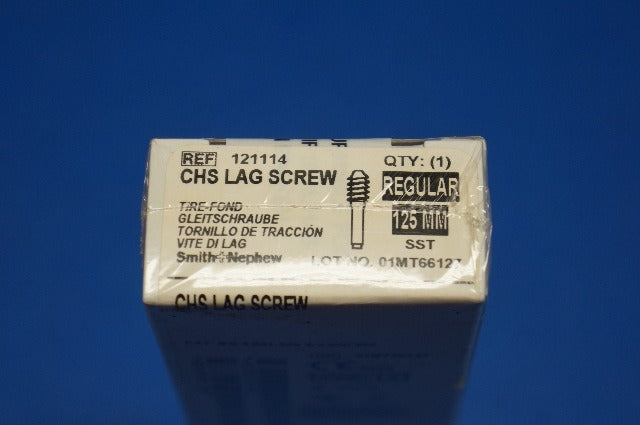 REF 121114 QTY: (1)
CHS LAG SCREW REGULAR
TIRE-FOND 125 MM
GLEITSCHRAUBE
TORNILLO DE TRACCIÓN SST
VITE DI LAG
Smith+Nephew LOT NO. 01MT66127
CHS LAG SCREW